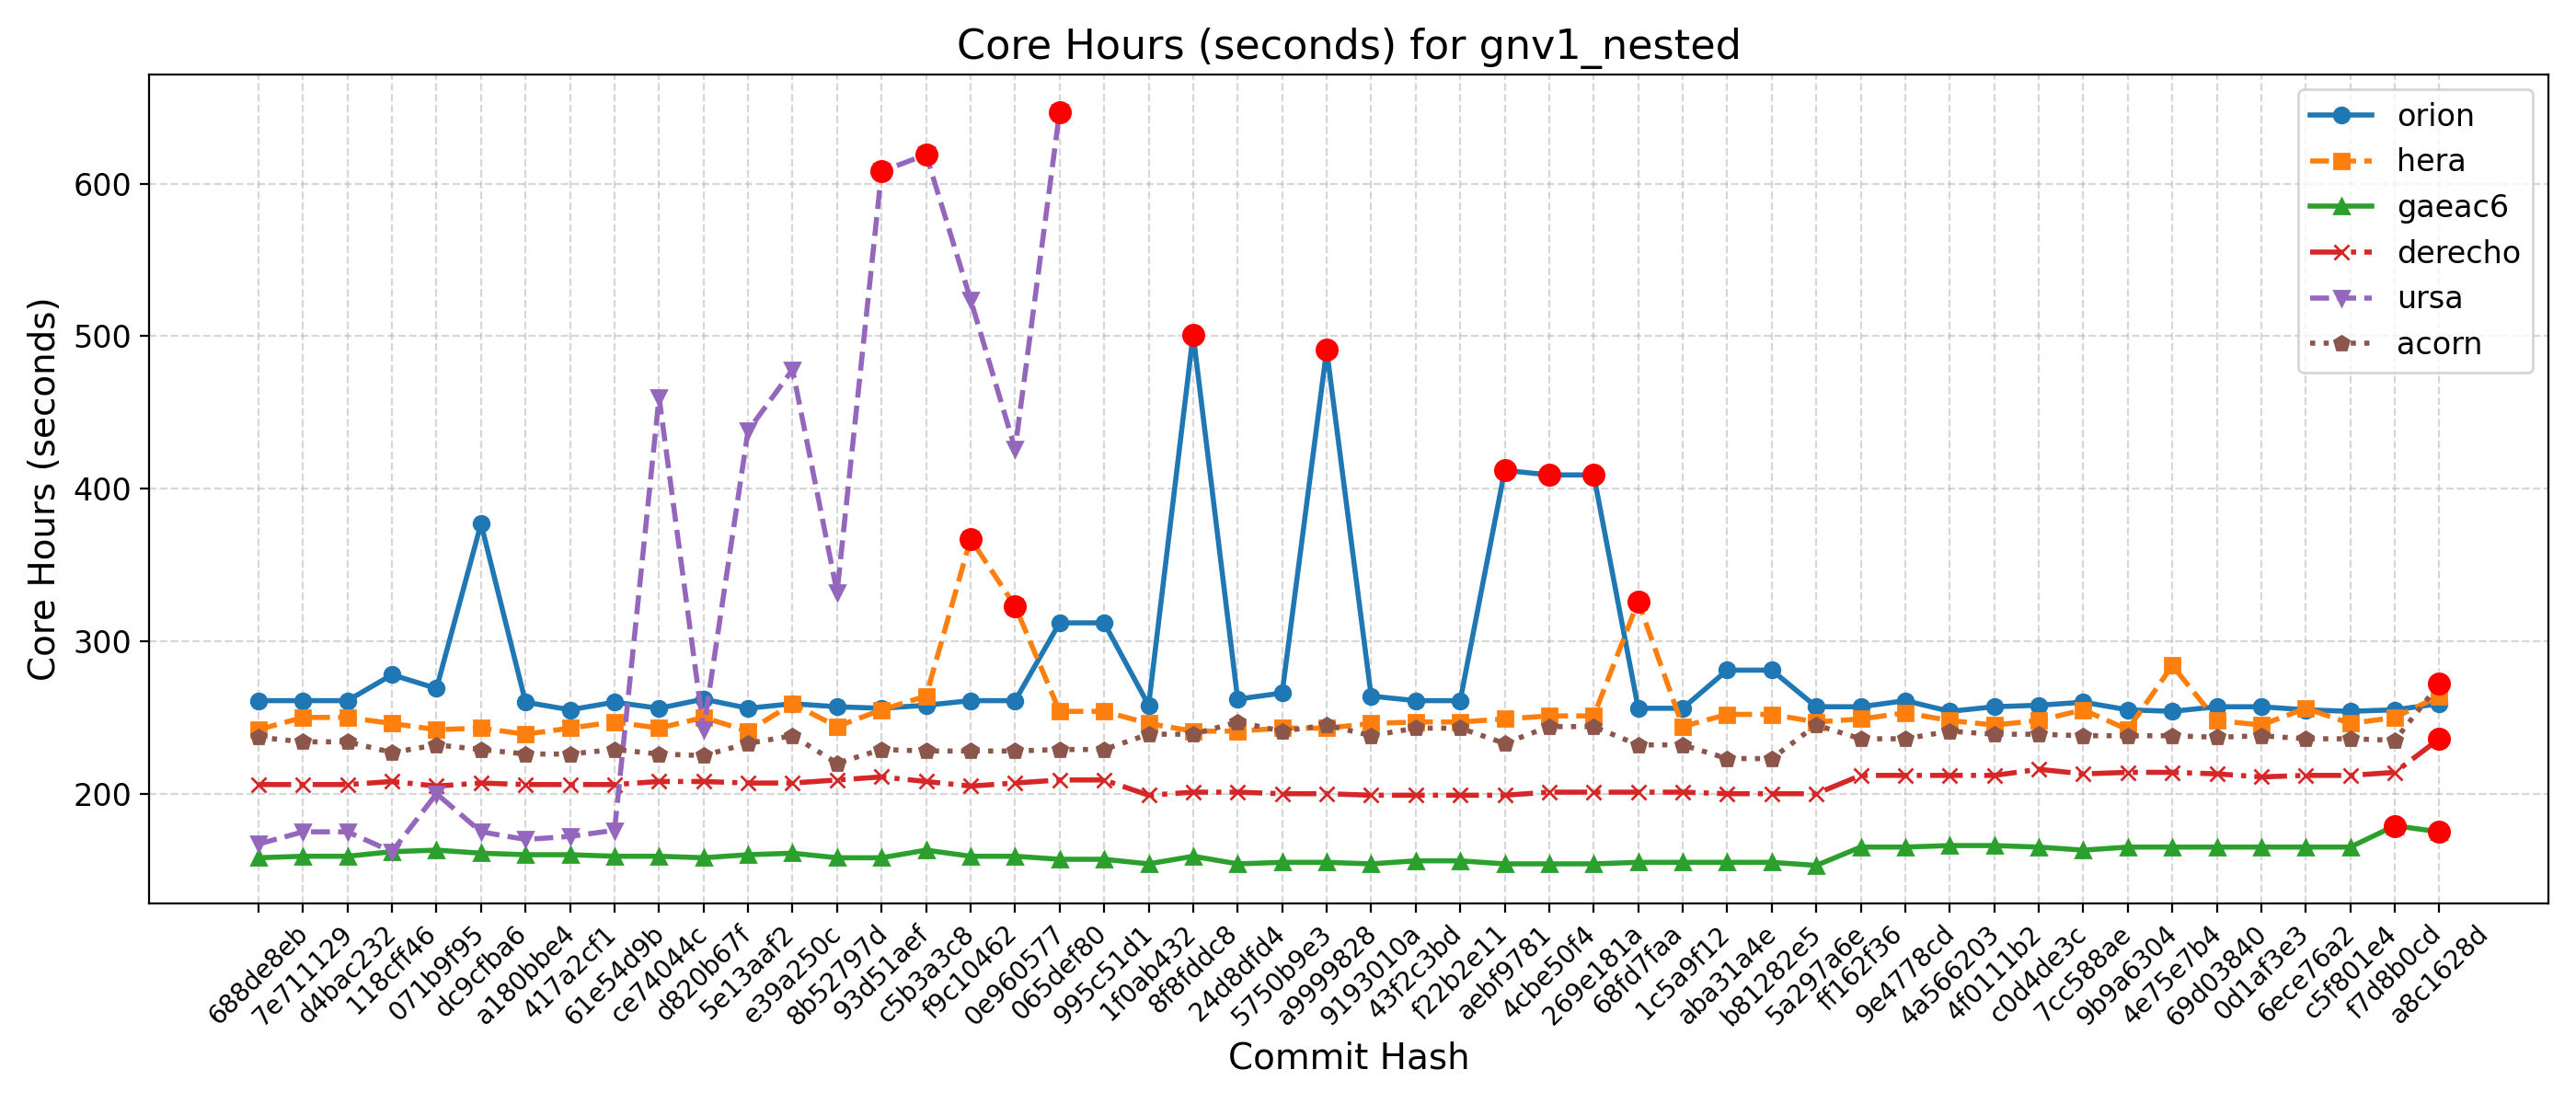 Core Hours (seconds) for gnv1_nested
Core Hours (seconds)
600
500
400
300
200
orion
hera
gaeac6
derecho
ursa
acorn
688de8eb
7e711129
d4bac232
118cff46
071b9f95
dc9cfba6
a180bbe4
417a2cf1
61e54d9b
ce74044c
d820b67f
5e13aaf2
e39a250c
8b52797d
93d51aef
c5b3a3c8
f9c10462
0e960577
065def80
995c51d1
1f0ab432
8f8fddc8
24d8dfd4
5750b9e3
a9999828
9193010a
43f2c3bd
f22b2e11
aebf9781
4cbe50f4
269e181a
68fd7faa
1c5a9f12
aba31a4e
b81282e5
5a297a6e
ff162f36
9e4778cd
4a566203
4f0111b2
c0d4de3c
7cc588ae
9b9a6304
4e75e7b4
69d03840
0d1af3e3
6ece76a2
c5f801e4
f7d8b0cd
a8c1628d
Commit Hash